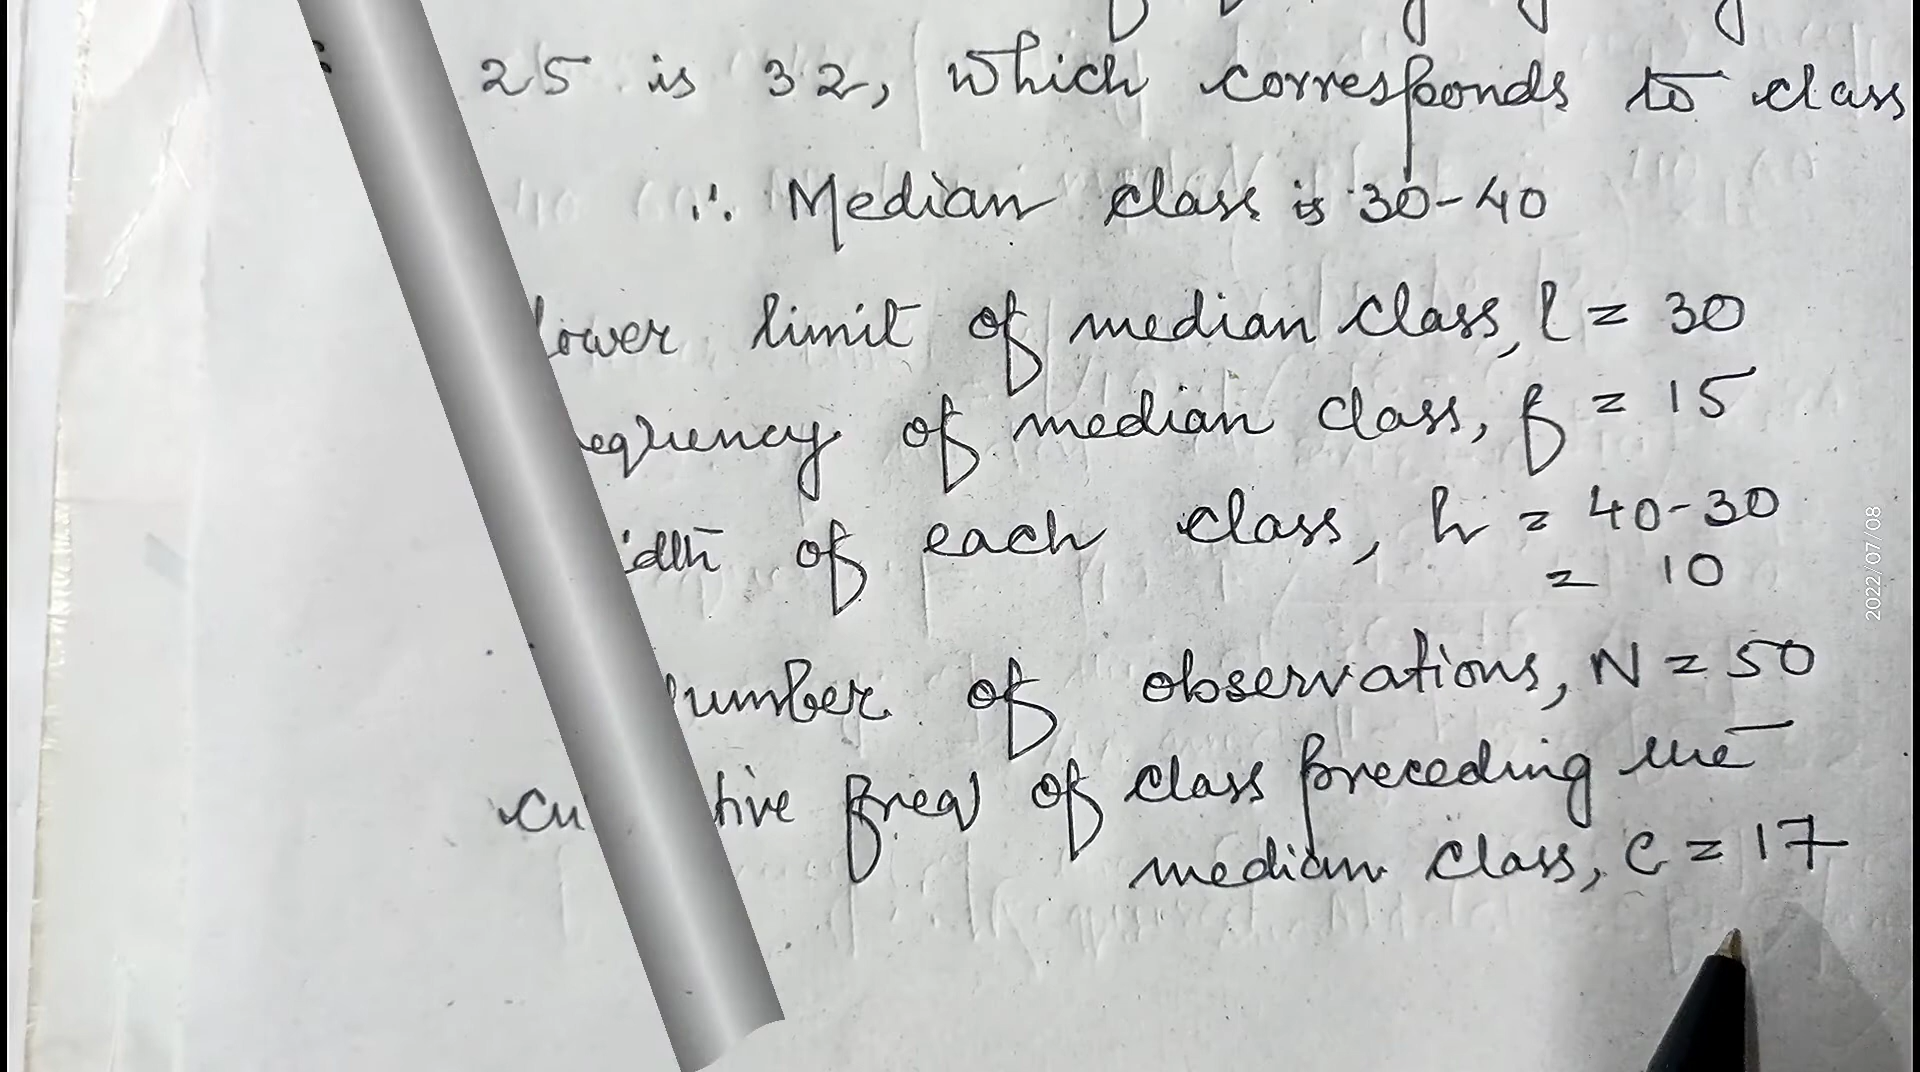 25 is 32, which corresponds to class
∴ Median class is 30-40
lower limit of median class, l = 30
of median class, f = 15
of each class, h = 40-30
= 10
number of observations, N = 50
freq of class preceding the
median class, C = 17
2022/07/08